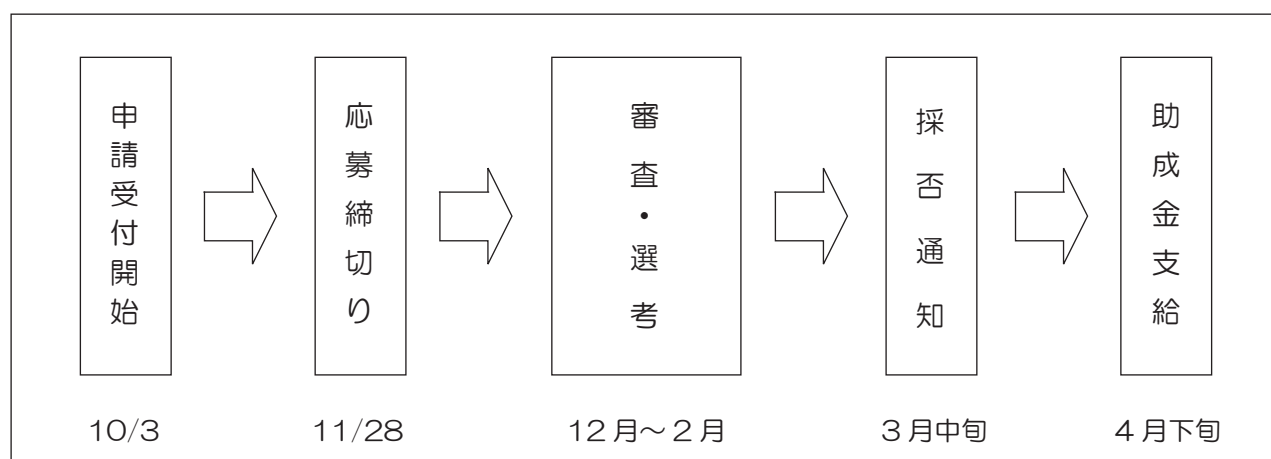 申請受付開始
応募締切り
審査・選考
採否通知
助成金支給
10/3
11/28
12月〜2月
3月中旬
4月下旬